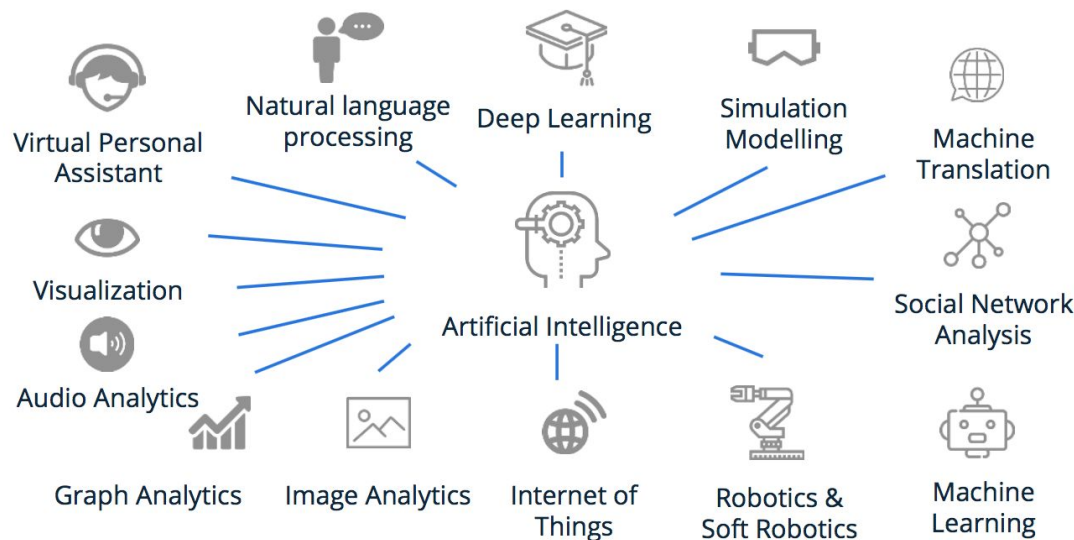 Natural language
processing
Deep Learning
Simulation
Modelling
Virtual Personal
Assistant
Machine
Translation
Visualization
Social Network
Analysis
Artificial Intelligence
Audio Analytics
Graph Analytics
Image Analytics
Internet of
Things
Robotics &
Soft Robotics
Machine
Learning